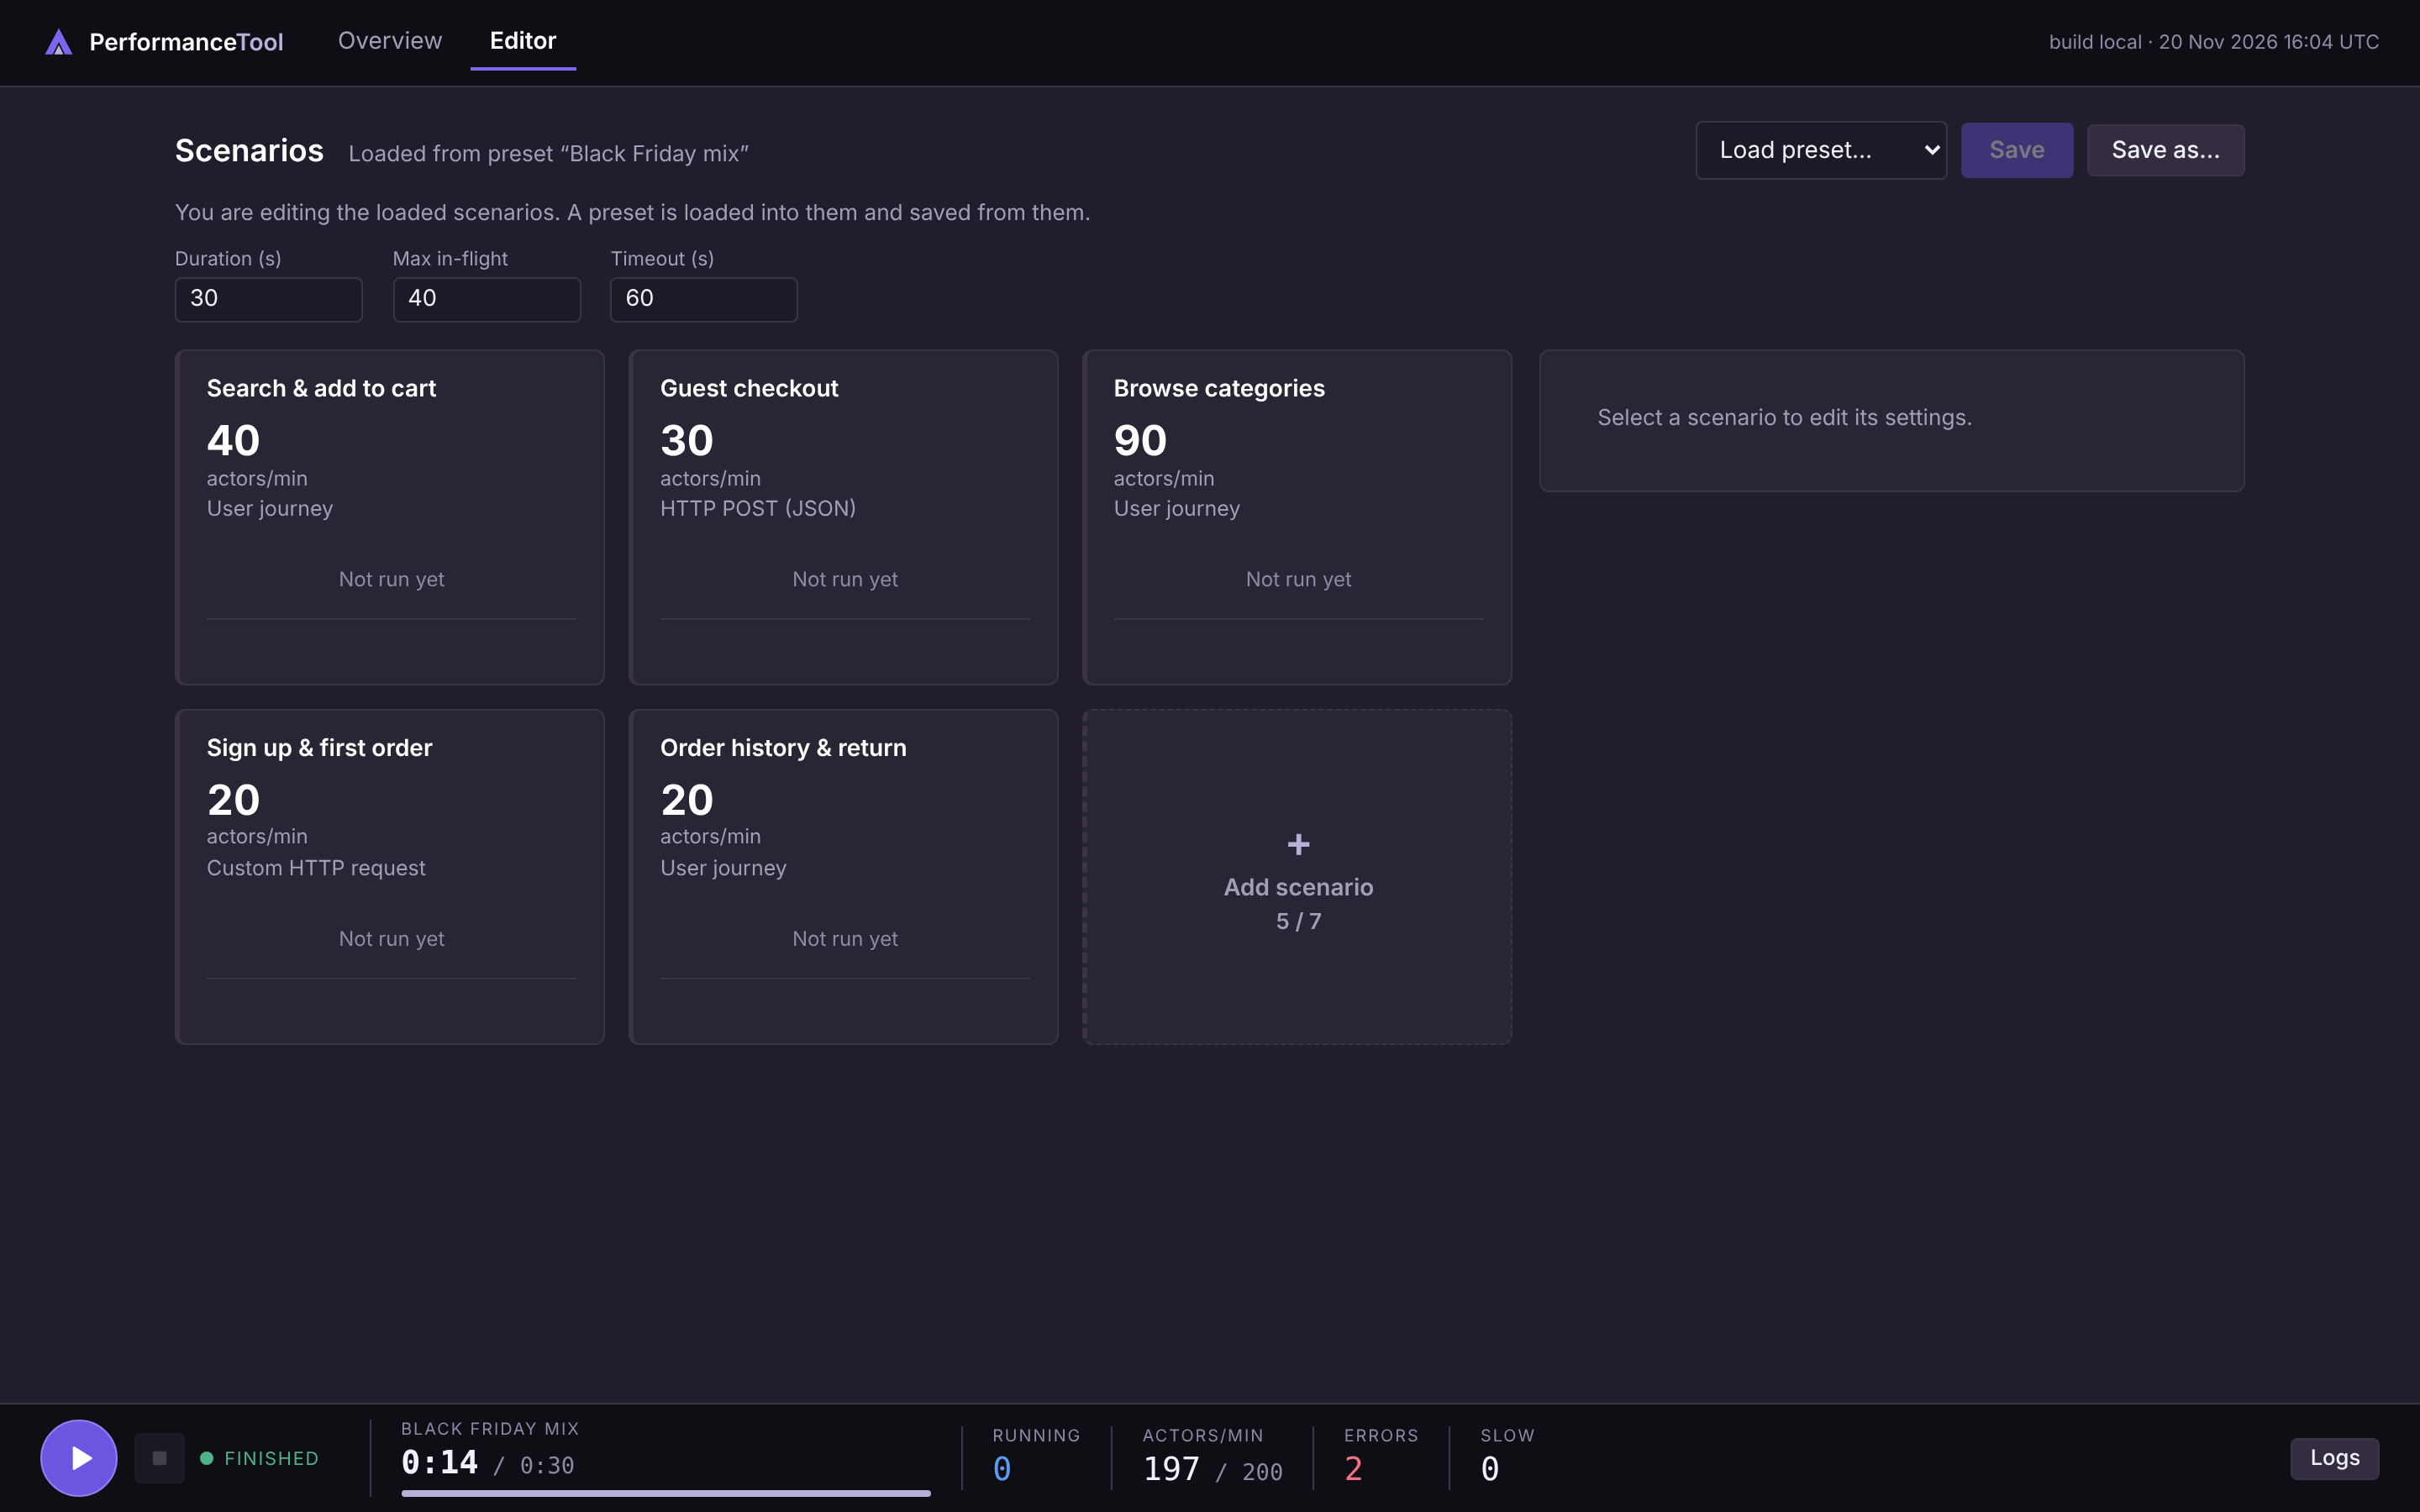 PerformanceTool
Overview
Editor
build local · 20 Nov 2026 16:04 UTC
Scenarios
Loaded from preset “Black Friday mix”
Load preset...
Save
Save as...
You are editing the loaded scenarios. A preset is loaded into them and saved from them.
Duration (s)
Max in-flight
Timeout (s)
30
40
60
Search & add to cart
40
actors/min
User journey
Not run yet
Guest checkout
30
actors/min
HTTP POST (JSON)
Not run yet
Browse categories
90
actors/min
User journey
Not run yet
Select a scenario to edit its settings.
Sign up & first order
20
actors/min
Custom HTTP request
Not run yet
Order history & return
20
actors/min
User journey
Not run yet
+
Add scenario
5 / 7
FINISHED
BLACK FRIDAY MIX
0:14 / 0:30
RUNNING
0
ACTORS/MIN
197 / 200
ERRORS
2
SLOW
0
Logs